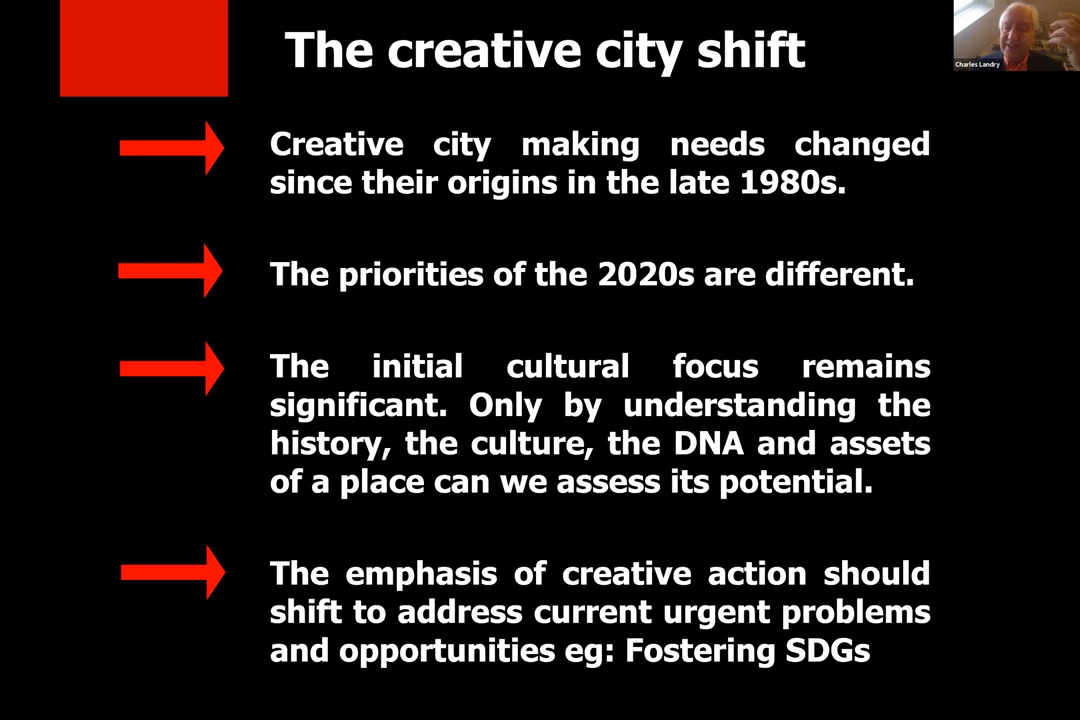 The creative city shift
Charles Landry
Creative city making needs changed
since their origins in the late 1980s.
The priorities of the 2020s are different.
The initial cultural focus remains
significant. Only by understanding the
history, the culture, the DNA and assets
of a place can we assess its potential.
The emphasis of creative action should
shift to address current urgent problems
and opportunities eg: Fostering SDGs